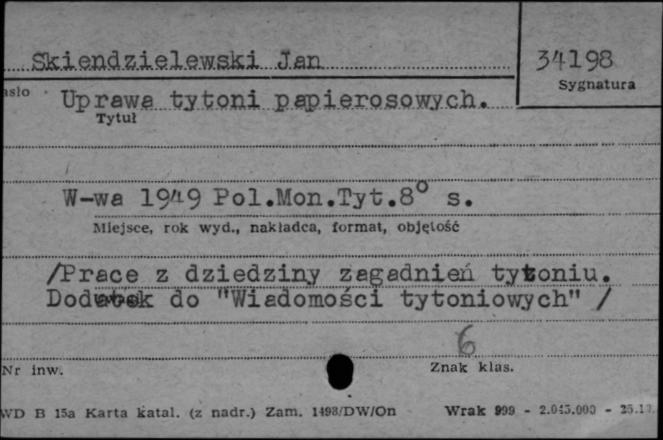 Skiendzielewski Jan
34198
Sygnatura
asło
Uprawa tytoni papierosowych.
Tytuł
W-wa 1949 Pol.Mon.Tyt.8° s.
Miejsce, rok wyd., nakładca, format, objętość
/Prace z dziedziny zagadnień tytoniu.
Dodatek do "Wiadomości tytoniowych" /
6
Nr inw.
Znak klas.
WD B 15a Karta katal. (z nadr.) Zam. 1498/DW/On
Wrak 999 - 2.045.000 -